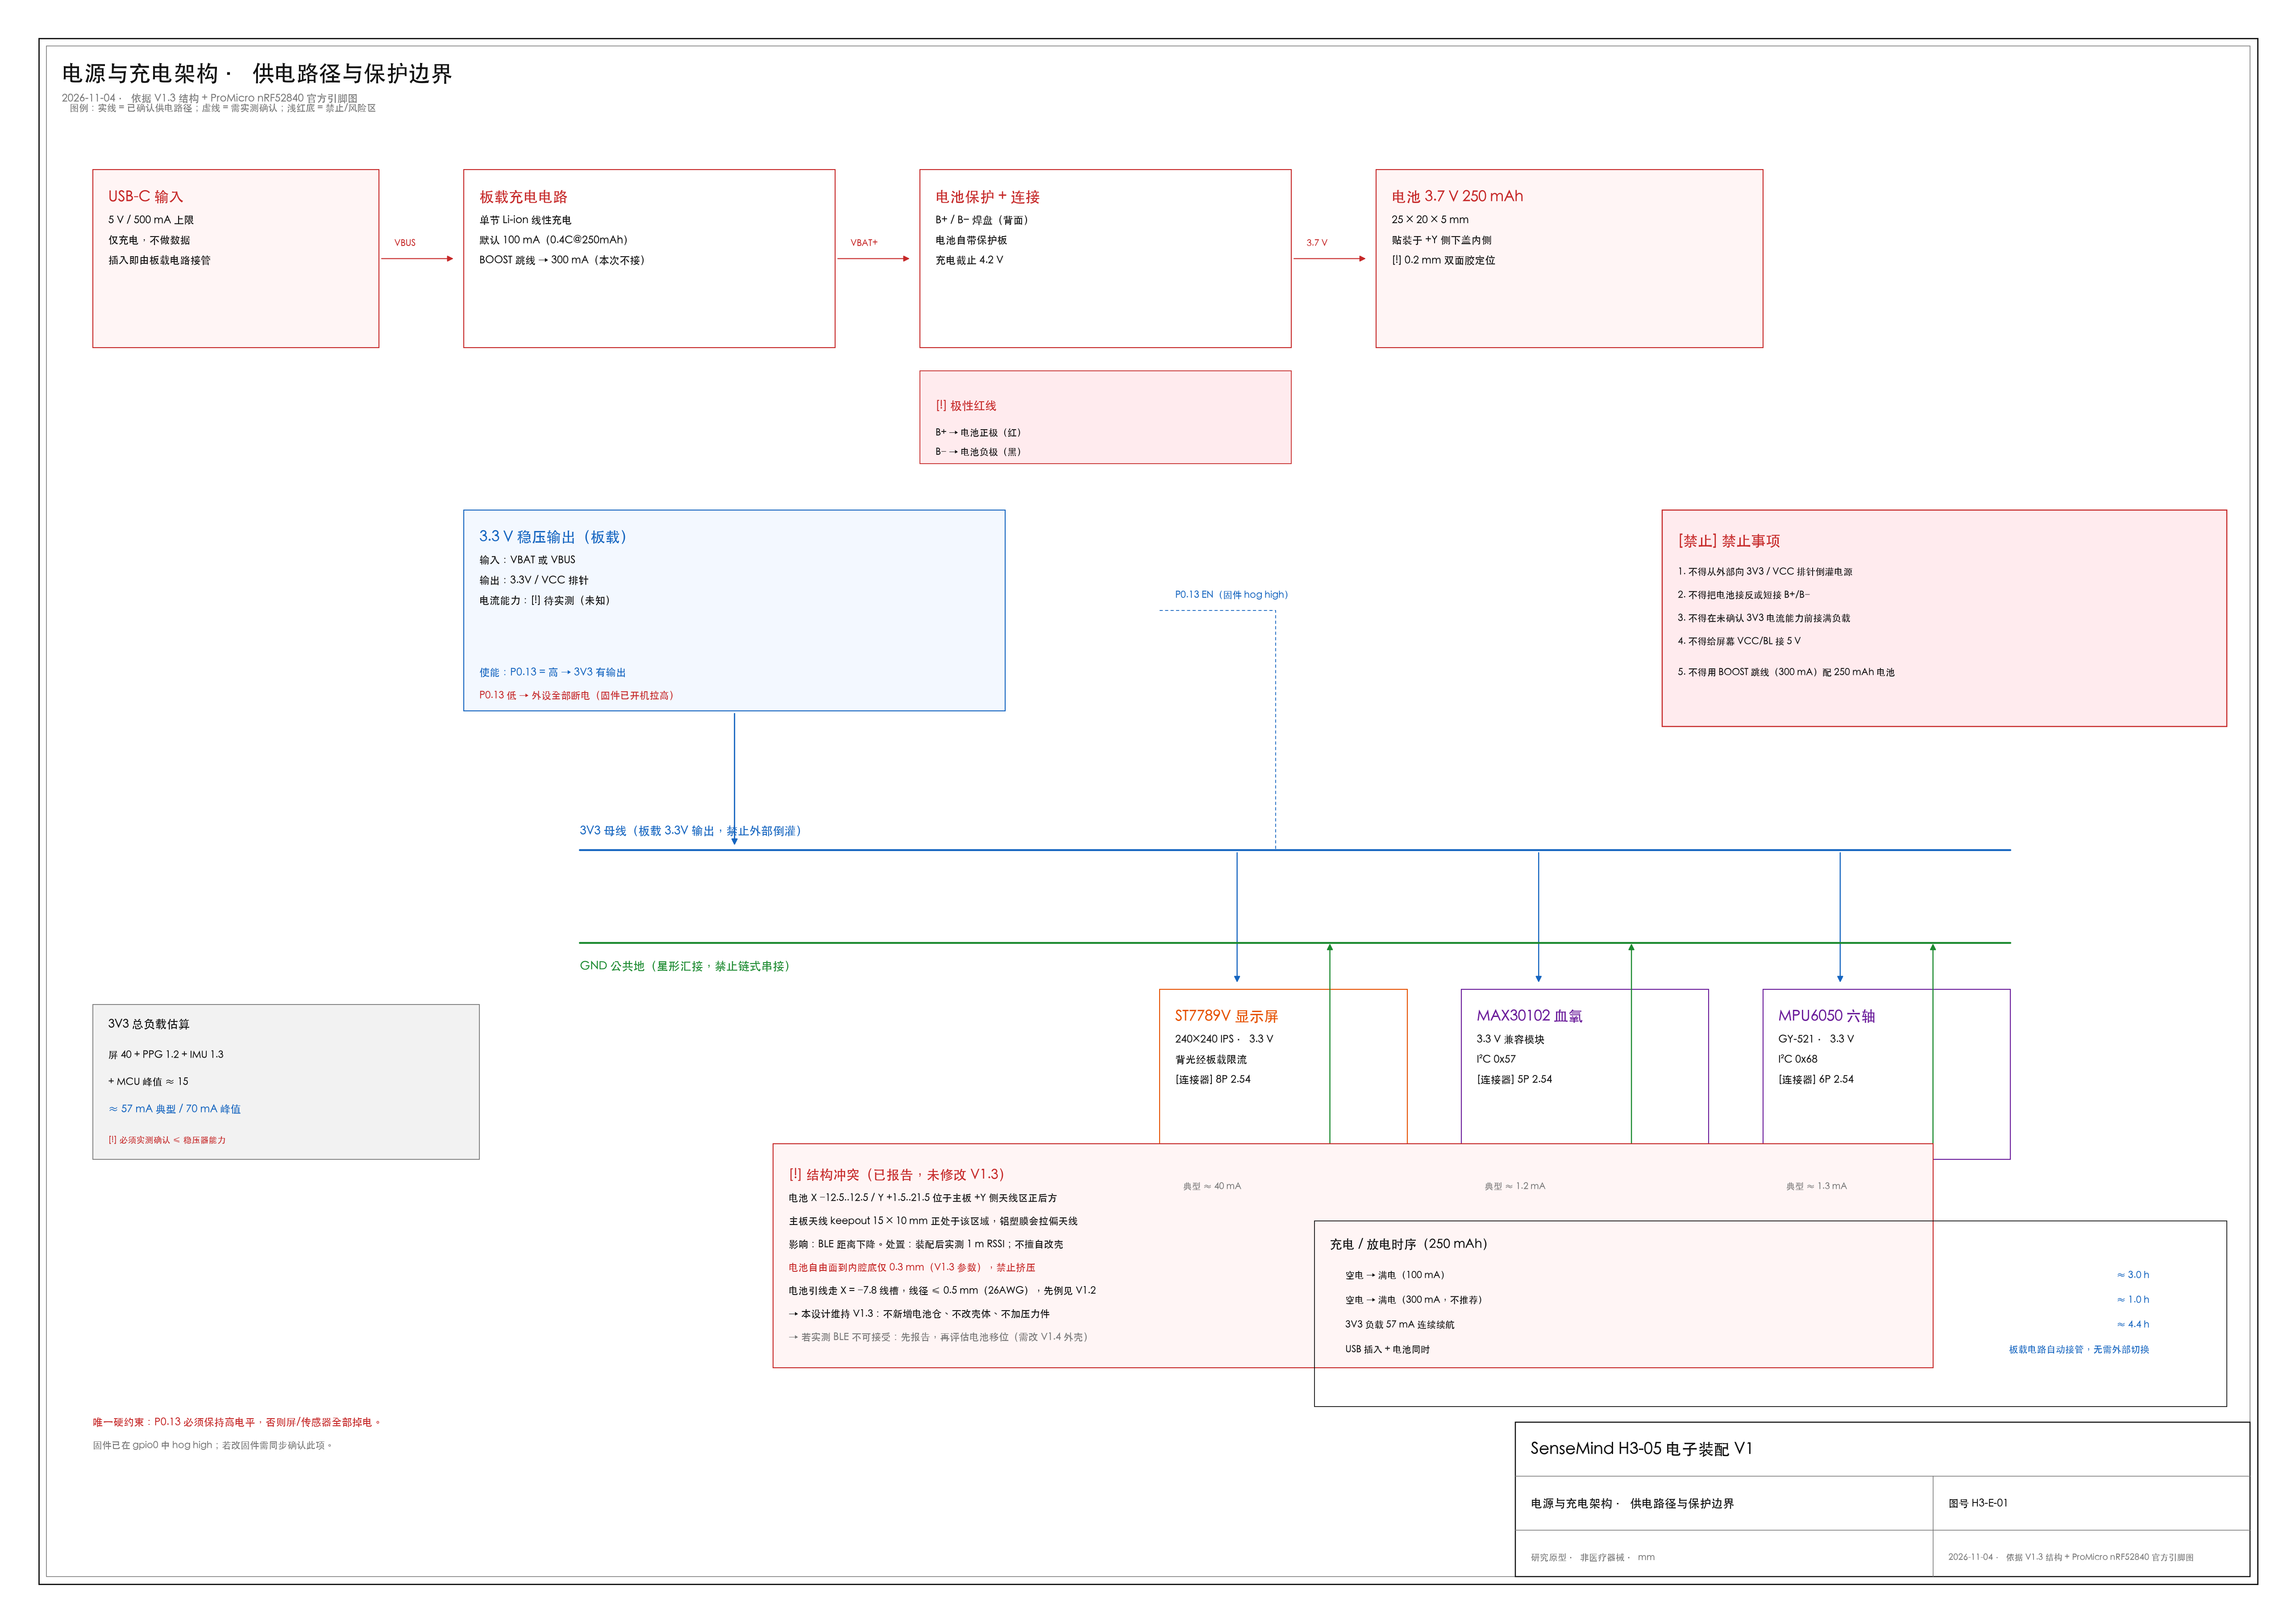 电源与充电架构 · 供电路径与保护边界
2026-11-04 · 依据 V1.3 结构 + ProMicro nRF52840 官方引脚图
图例：实线 = 已确认供电路径；虚线 = 需实测确认；浅红底 = 禁止/风险区
USB-C 输入
5 V / 500 mA 上限
仅充电，不做数据
插入即由板载电路接管
VBUS
板载充电电路
单节 Li-ion 线性充电
默认 100 mA（0.4C@250mAh）
BOOST 跳线 → 300 mA（本次不接）
VBAT+
电池保护 + 连接
B+ / B− 焊盘（背面）
电池自带保护板
充电截止 4.2 V
3.7 V
电池 3.7 V 250 mAh
25 × 20 × 5 mm
贴装于 +Y 侧下盖内侧
[!] 0.2 mm 双面胶定位
[!] 极性红线
B+ → 电池正极（红）
B− → 电池负极（黑）
3.3 V 稳压输出（板载）
输入：VBAT 或 VBUS
输出：3.3V / VCC 排针
电流能力：[!] 待实测（未知）
使能：P0.13 = 高 → 3V3 有输出
P0.13 低 → 外设全部断电（固件已开机拉高）
P0.13 EN（固件 hog high）
[禁止] 禁止事项
1. 不得从外部向 3V3 / VCC 排针倒灌电源
2. 不得把电池接反或短接 B+/B−
3. 不得在未确认 3V3 电流能力前接满负载
4. 不得给屏幕 VCC/BL 接 5 V
5. 不得用 BOOST 跳线（300 mA）配 250 mAh 电池
3V3 母线（板载 3.3V 输出，禁止外部倒灌）
GND 公共地（星形汇接，禁止链式串接）
3V3 总负载估算
屏 40 + PPG 1.2 + IMU 1.3
+ MCU 峰值 ≈ 15
≈ 57 mA 典型 / 70 mA 峰值
[!] 必须实测确认 ≤ 稳压器能力
ST7789V 显示屏
240×240 IPS · 3.3 V
背光经板载限流
[连接器] 8P 2.54
MAX30102 血氧
3.3 V 兼容模块
I²C 0x57
[连接器] 5P 2.54
MPU6050 六轴
GY-521 · 3.3 V
I²C 0x68
[连接器] 6P 2.54
典型 ≈ 40 mA
典型 ≈ 1.2 mA
典型 ≈ 1.3 mA
[!] 结构冲突（已报告，未修改 V1.3）
电池 X −12.5..12.5 / Y +1.5..21.5 位于主板 +Y 侧天线区正后方
主板天线 keepout 15 × 10 mm 正处于该区域，铝塑膜会拉偏天线
影响：BLE 距离下降。处置：装配后实测 1 m RSSI；不擅自改壳
电池自由面到内腔底仅 0.3 mm（V1.3 参数），禁止挤压
电池引线走 X = −7.8 线槽，线径 ≤ 0.5 mm（26AWG），先例见 V1.2
→ 本设计维持 V1.3：不新增电池仓、不改壳体、不加压力件
→ 若实测 BLE 不可接受：先报告，再评估电池移位（需改 V1.4 外壳）
充电 / 放电时序（250 mAh）
空电 → 满电（100 mA） ≈ 3.0 h
空电 → 满电（300 mA，不推荐） ≈ 1.0 h
3V3 负载 57 mA 连续续航 ≈ 4.4 h
USB 插入 + 电池同时 板载电路自动接管，无需外部切换
唯一硬约束：P0.13 必须保持高电平，否则屏/传感器全部掉电。
固件已在 gpio0 中 hog high；若改固件需同步确认此项。
SenseMind H3-05 电子装配 V1
电源与充电架构 · 供电路径与保护边界
图号 H3-E-01
研究原型 · 非医疗器械 · mm
2026-11-04 · 依据 V1.3 结构 + ProMicro nRF52840 官方引脚图